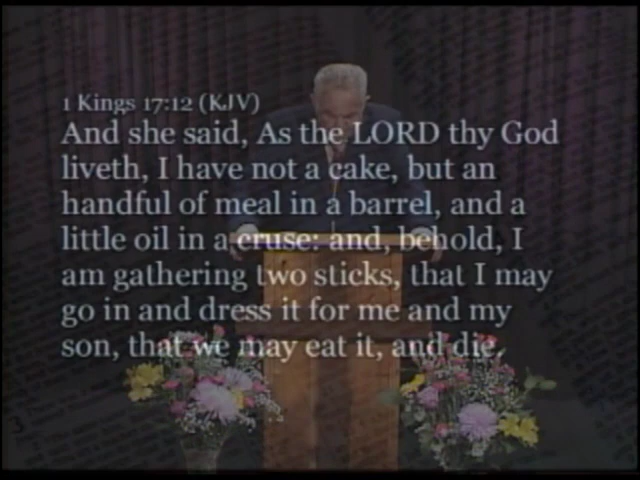 1 Kings 17:12 (KJV)
And she said, As the LORD thy God
liveth, I have not a cake, but an
handful of meal in a barrel, and a
little oil in a cruse: and, behold, I
am gathering two sticks, that I may
go in and dress it for me and my
son, that we may eat it, and die.